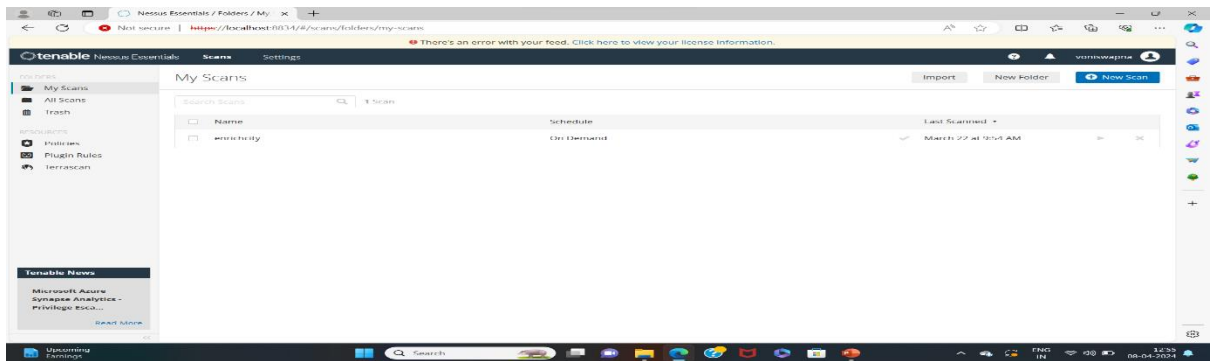 Nessus Essentials / Folders / My
Not secure | https://localhost:8834/#/scans/folders/my-scans
There's an error with your feed. Click here to view your license information.
tenable Nessus Essentials Scans Settings voniswapna
FOLDERS
My Scans
All Scans
Trash
RESOURCES
Policies
Plugin Rules
Terrascan
My Scans
Import New Folder New Scan
Search Scans 1 Scan
Name Schedule Last Scanned
On Demand March 22 at 9:54 AM
Tenable News
Microsoft Azure
Synapse Analytics -
Privilege Esca...
Read More
Upcoming
Earnings
Search
ENG
IN
12:55
08-04-2024